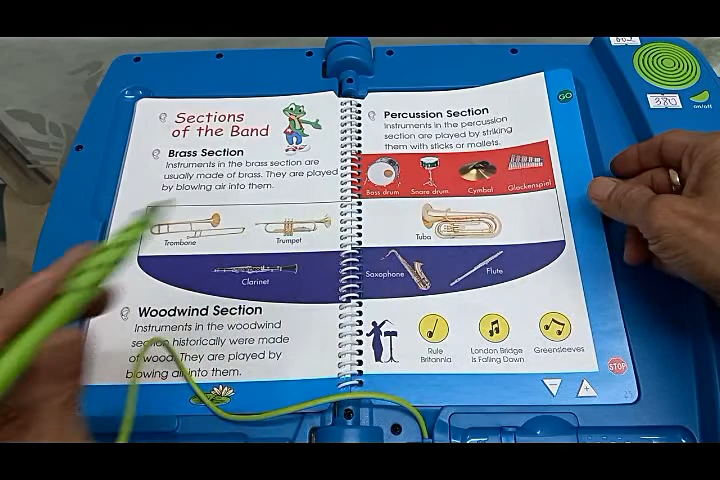 Sections
of the Band
Brass Section
Instruments in the brass section are
usually made of brass. They are played
by blowing air into them.
Trombone
Trumpet
Clarinet
Woodwind Section
Instruments in the woodwind
section historically were made
of wood. They are played by
blowing air into them.
Percussion Section
Instruments in the percussion
section are played by striking
them with sticks or mallets.
Bass drum
Snare drum
Cymbal
Glockenspiel
Tuba
Saxophone
Flute
Rule
Britannia
London Bridge
is Falling Down
Greensleeves
GO
STOP
on/off
380